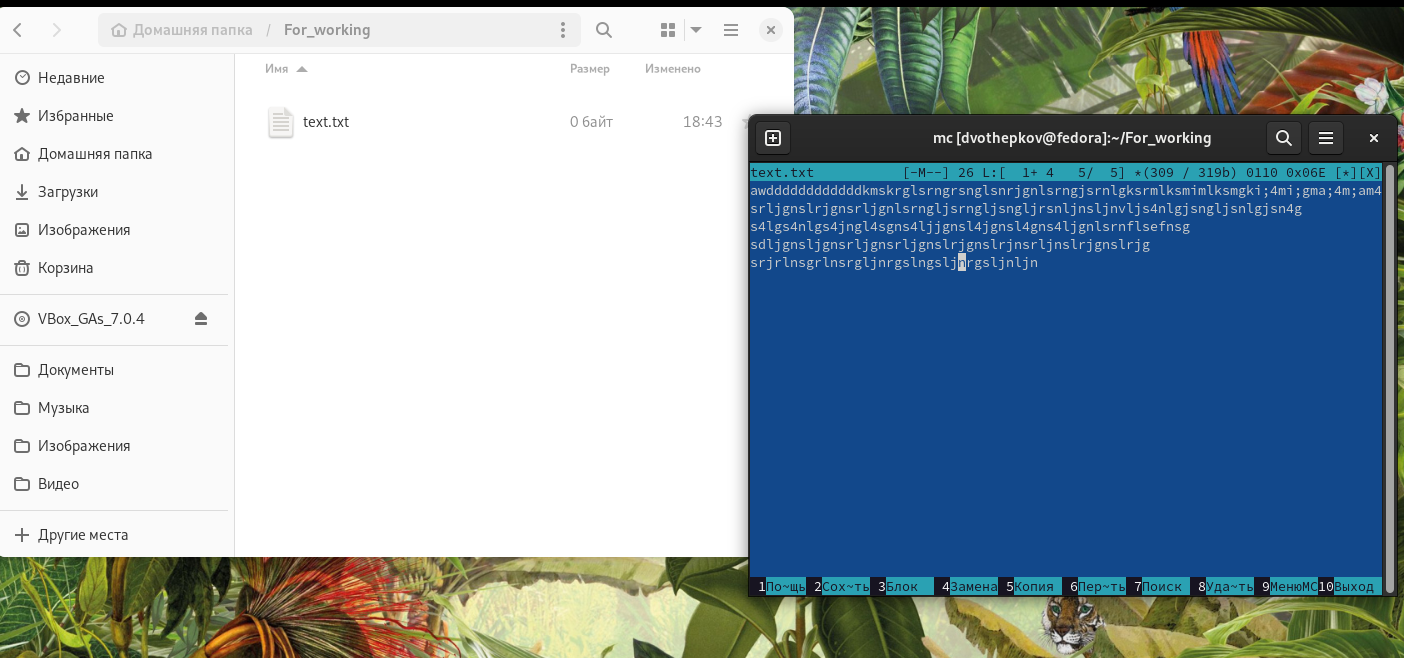 Домашняя папка / For_working
Имя Размер Изменено
text.txt 0 байт 18:43
Недавние
Избранные
Домашняя папка
Загрузки
Изображения
Корзина
VBox_GAs_7.0.4
Документы
Музыка
Изображения
Видео
Другие места
mc [dvothepkov@fedora]:~/For_working
text.txt [-M--] 26 L:[ 1+ 4 5/ 5] *(309 / 319b) 0110 0x06E [*][X]
awddddddddddddkmskrglsrngrsnglsnrjgnlsrngjsrnlgksrmlksmimlksmgki;4mi;gma;4m;am4
srljgnslrjgnsrljgnlsrngljsrngljsngljrsnljnsljnvljs4nlgjsngljsnlgjsn4g
s4lgs4nlgs4jngl4sgns4ljjgnsl4jgnsl4gns4ljgnlsrnflsefnsg
sdljgnsljgnsrljgnsrljgnslrjgnslrjnsrljnslrjgnslrjg
srjrlnsgrlnsrgljnrgslngsljnrgsljnljn
1По~щь 2Сох~ть 3Блок 4Замена 5Копия 6Пер~ть 7Поиск 8Уда~ть 9МенюMC 10Выход